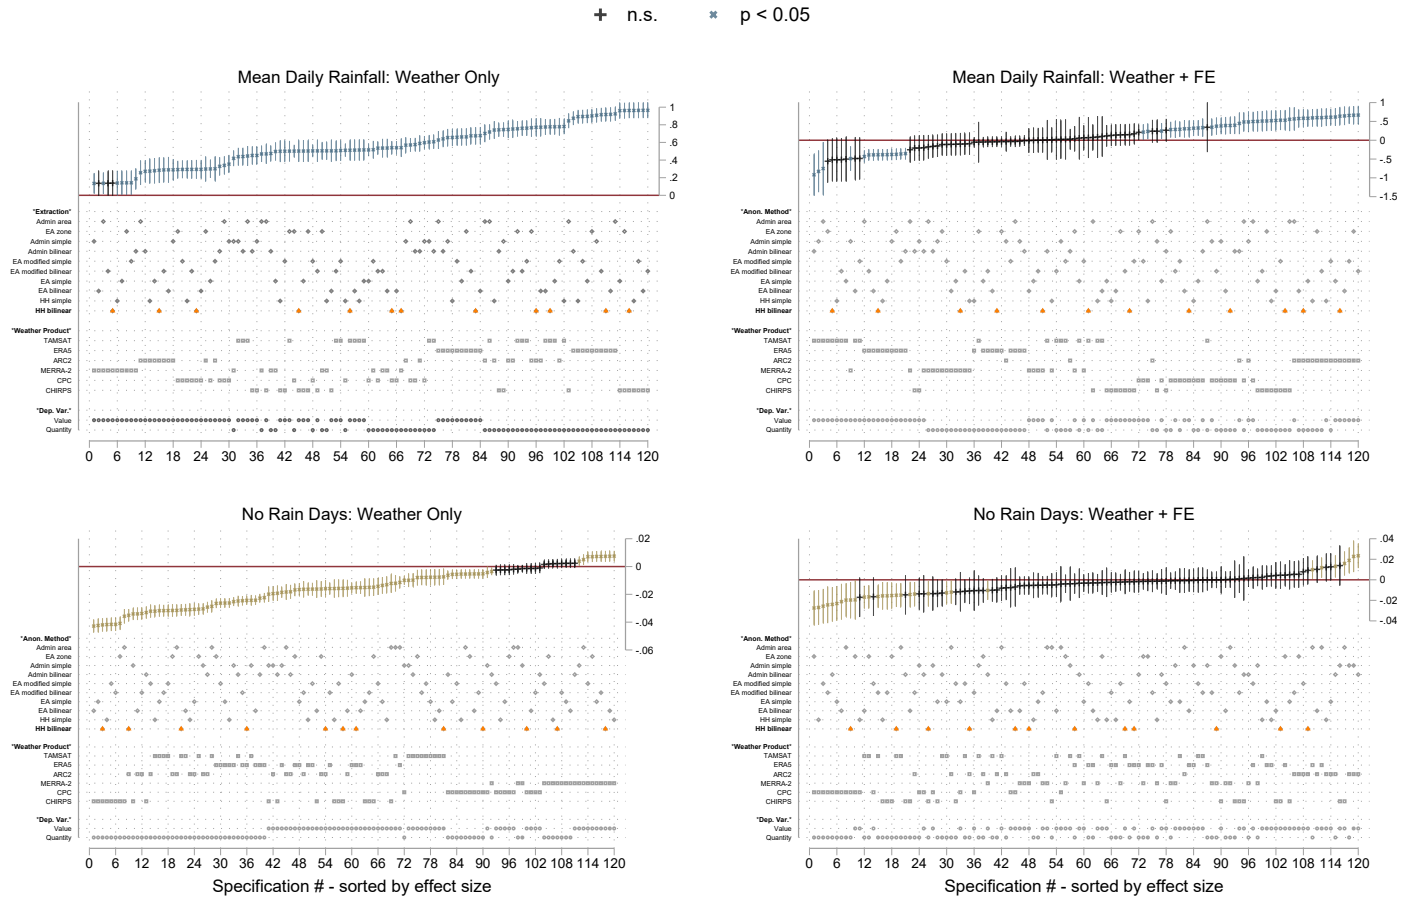 n.s. p < 0.05
Mean Daily Rainfall: Weather Only
1
.8
.6
.4
.2
0
"Extraction"
Admin area
EA zone
Admin simple
Admin bilinear
EA modified simple
EA modified bilinear
EA simple
EA bilinear
HH simple
HH bilinear
"Weather Product"
TAMSAT
ERA5
ARC2
MERRA-2
CPC
CHIRPS
"Dep. Var."
Value
Quantity
0 6 12 18 24 30 36 42 48 54 60 66 72 78 84 90 96 102 108 114 120
Mean Daily Rainfall: Weather + FE
1
.5
0
-.5
-1
-1.5
"Anon. Method"
Admin area
EA zone
Admin simple
Admin bilinear
EA modified simple
EA modified bilinear
EA simple
EA bilinear
HH simple
HH bilinear
"Weather Product"
TAMSAT
ERA5
ARC2
MERRA-2
CPC
CHIRPS
"Dep. Var."
Value
Quantity
0 6 12 18 24 30 36 42 48 54 60 66 72 78 84 90 96 102 108 114 120
No Rain Days: Weather Only
.02
0
-.02
-.04
-.06
"Anon. Method"
Admin area
EA zone
Admin simple
Admin bilinear
EA modified simple
EA modified bilinear
EA simple
EA bilinear
HH simple
HH bilinear
"Weather Product"
TAMSAT
ERA5
ARC2
MERRA-2
CPC
CHIRPS
"Dep. Var."
Value
Quantity
0 6 12 18 24 30 36 42 48 54 60 66 72 78 84 90 96 102 108 114 120
Specification # - sorted by effect size
No Rain Days: Weather + FE
.04
.02
0
-.02
-.04
"Anon. Method"
Admin area
EA zone
Admin simple
Admin bilinear
EA modified simple
EA modified bilinear
EA simple
EA bilinear
HH simple
HH bilinear
"Weather Product"
TAMSAT
ERA5
ARC2
MERRA-2
CPC
CHIRPS
"Dep. Var."
Value
Quantity
0 6 12 18 24 30 36 42 48 54 60 66 72 78 84 90 96 102 108 114 120
Specification # - sorted by effect size